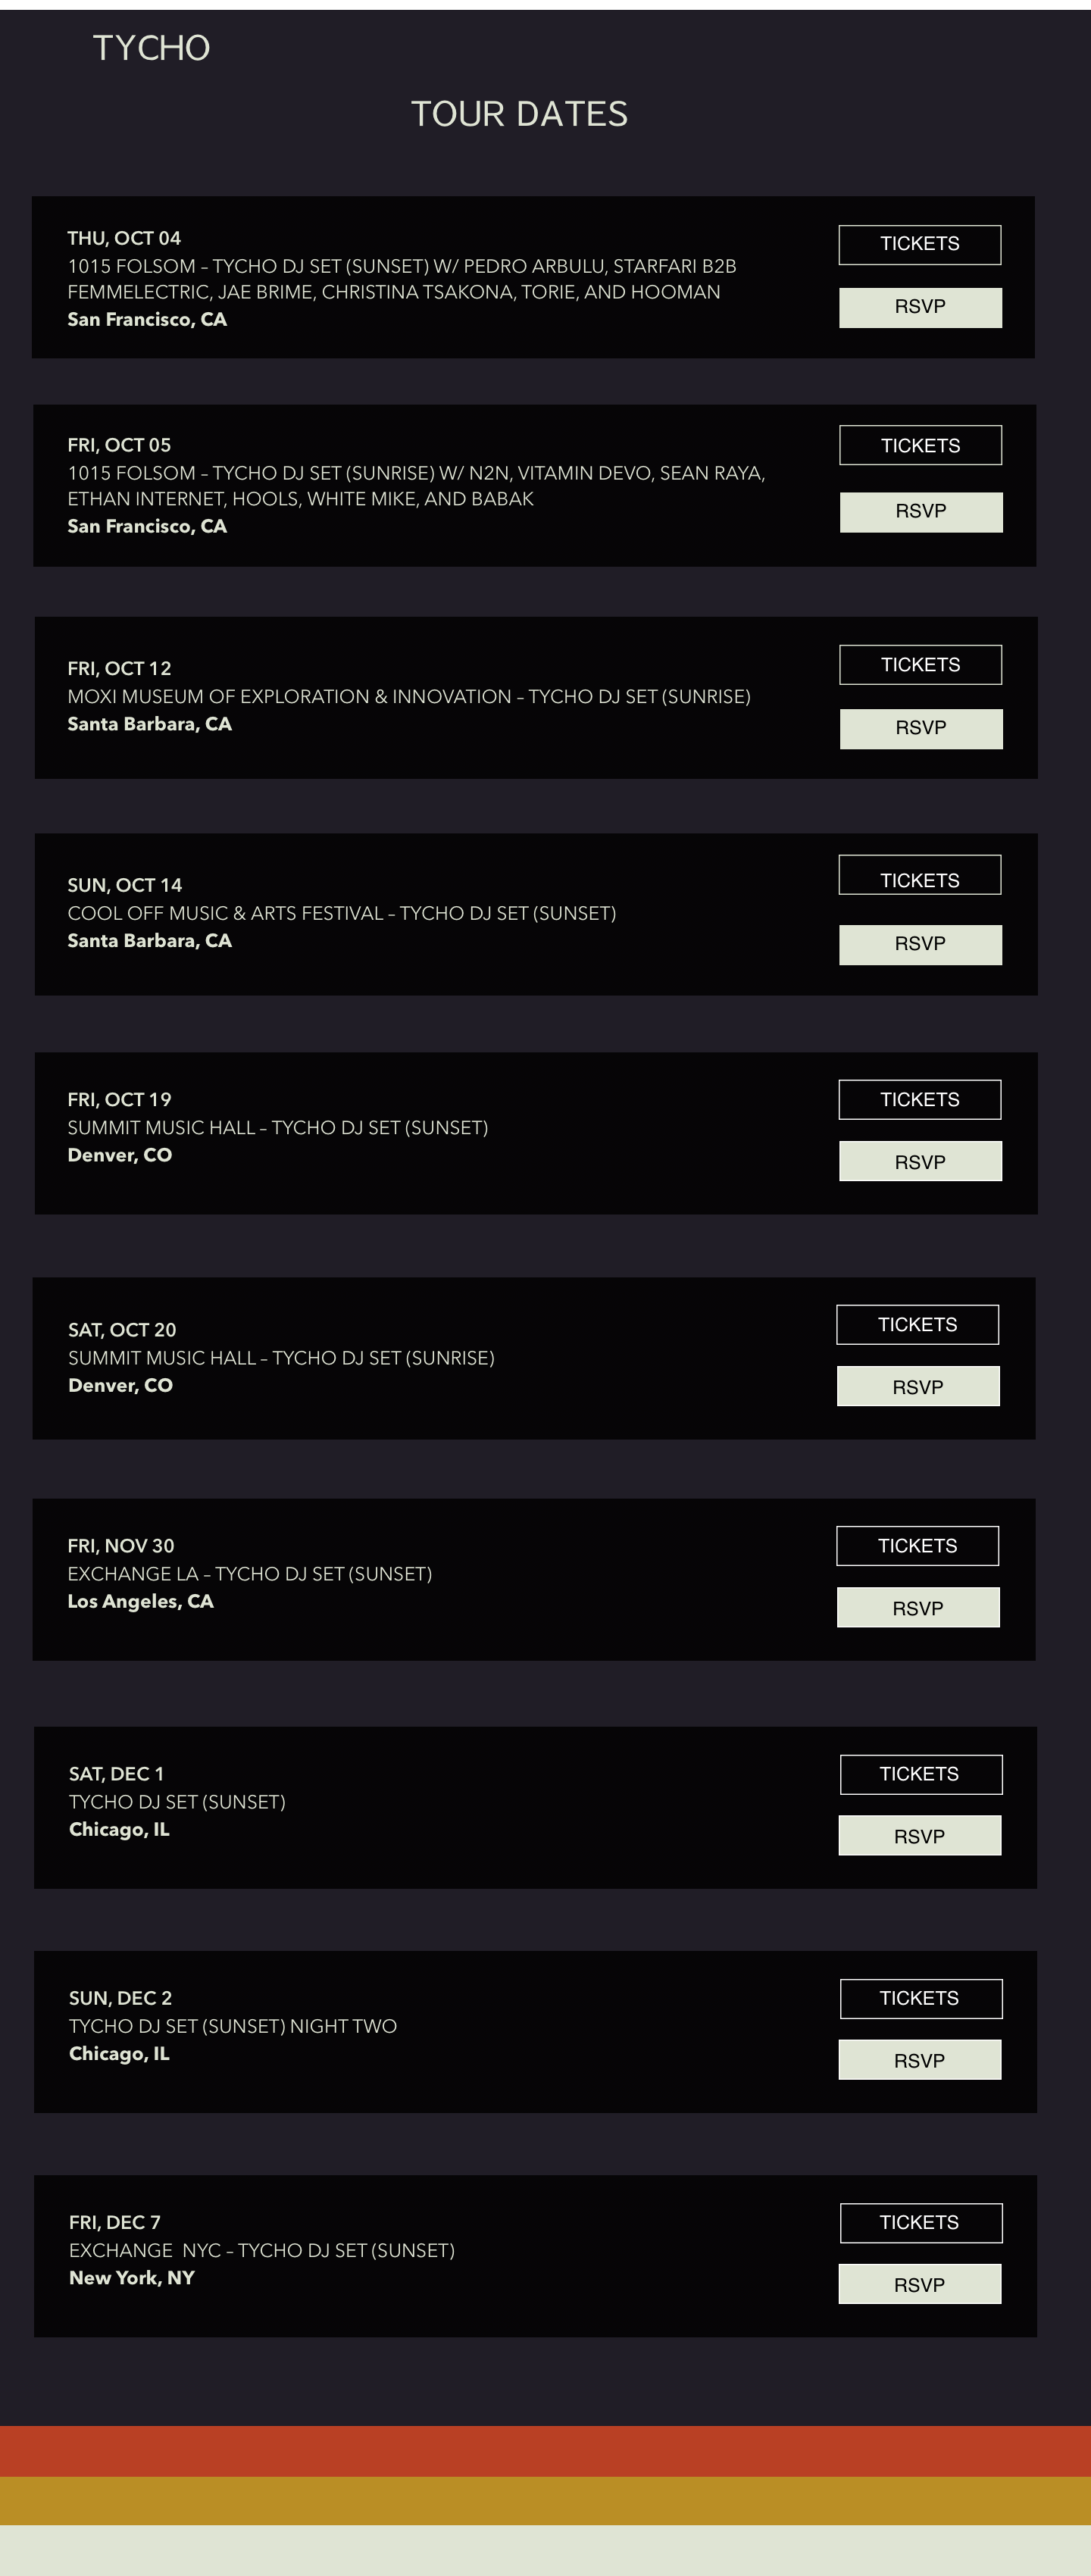 TYCHO
TOUR DATES
THU, OCT 04
1015 FOLSOM – TYCHO DJ SET (SUNSET) W/ PEDRO ARBULU, STARFARI B2B
FEMMELECTRIC, JAE BRIME, CHRISTINA TSAKONA, TORIE, AND HOOMAN
San Francisco, CA
TICKETS
RSVP
FRI, OCT 05
1015 FOLSOM – TYCHO DJ SET (SUNRISE) W/ N2N, VITAMIN DEVO, SEAN RAYA,
ETHAN INTERNET, HOOLS, WHITE MIKE, AND BABAK
San Francisco, CA
TICKETS
RSVP
FRI, OCT 12
MOXI MUSEUM OF EXPLORATION & INNOVATION – TYCHO DJ SET (SUNRISE)
Santa Barbara, CA
TICKETS
RSVP
SUN, OCT 14
COOL OFF MUSIC & ARTS FESTIVAL – TYCHO DJ SET (SUNSET)
Santa Barbara, CA
TICKETS
RSVP
FRI, OCT 19
SUMMIT MUSIC HALL – TYCHO DJ SET (SUNSET)
Denver, CO
TICKETS
RSVP
SAT, OCT 20
SUMMIT MUSIC HALL – TYCHO DJ SET (SUNRISE)
Denver, CO
TICKETS
RSVP
FRI, NOV 30
EXCHANGE LA – TYCHO DJ SET (SUNSET)
Los Angeles, CA
TICKETS
RSVP
SAT, DEC 1
TYCHO DJ SET (SUNSET)
Chicago, IL
TICKETS
RSVP
SUN, DEC 2
TYCHO DJ SET (SUNSET) NIGHT TWO
Chicago, IL
TICKETS
RSVP
FRI, DEC 7
EXCHANGE  NYC – TYCHO DJ SET (SUNSET)
New York, NY
TICKETS
RSVP